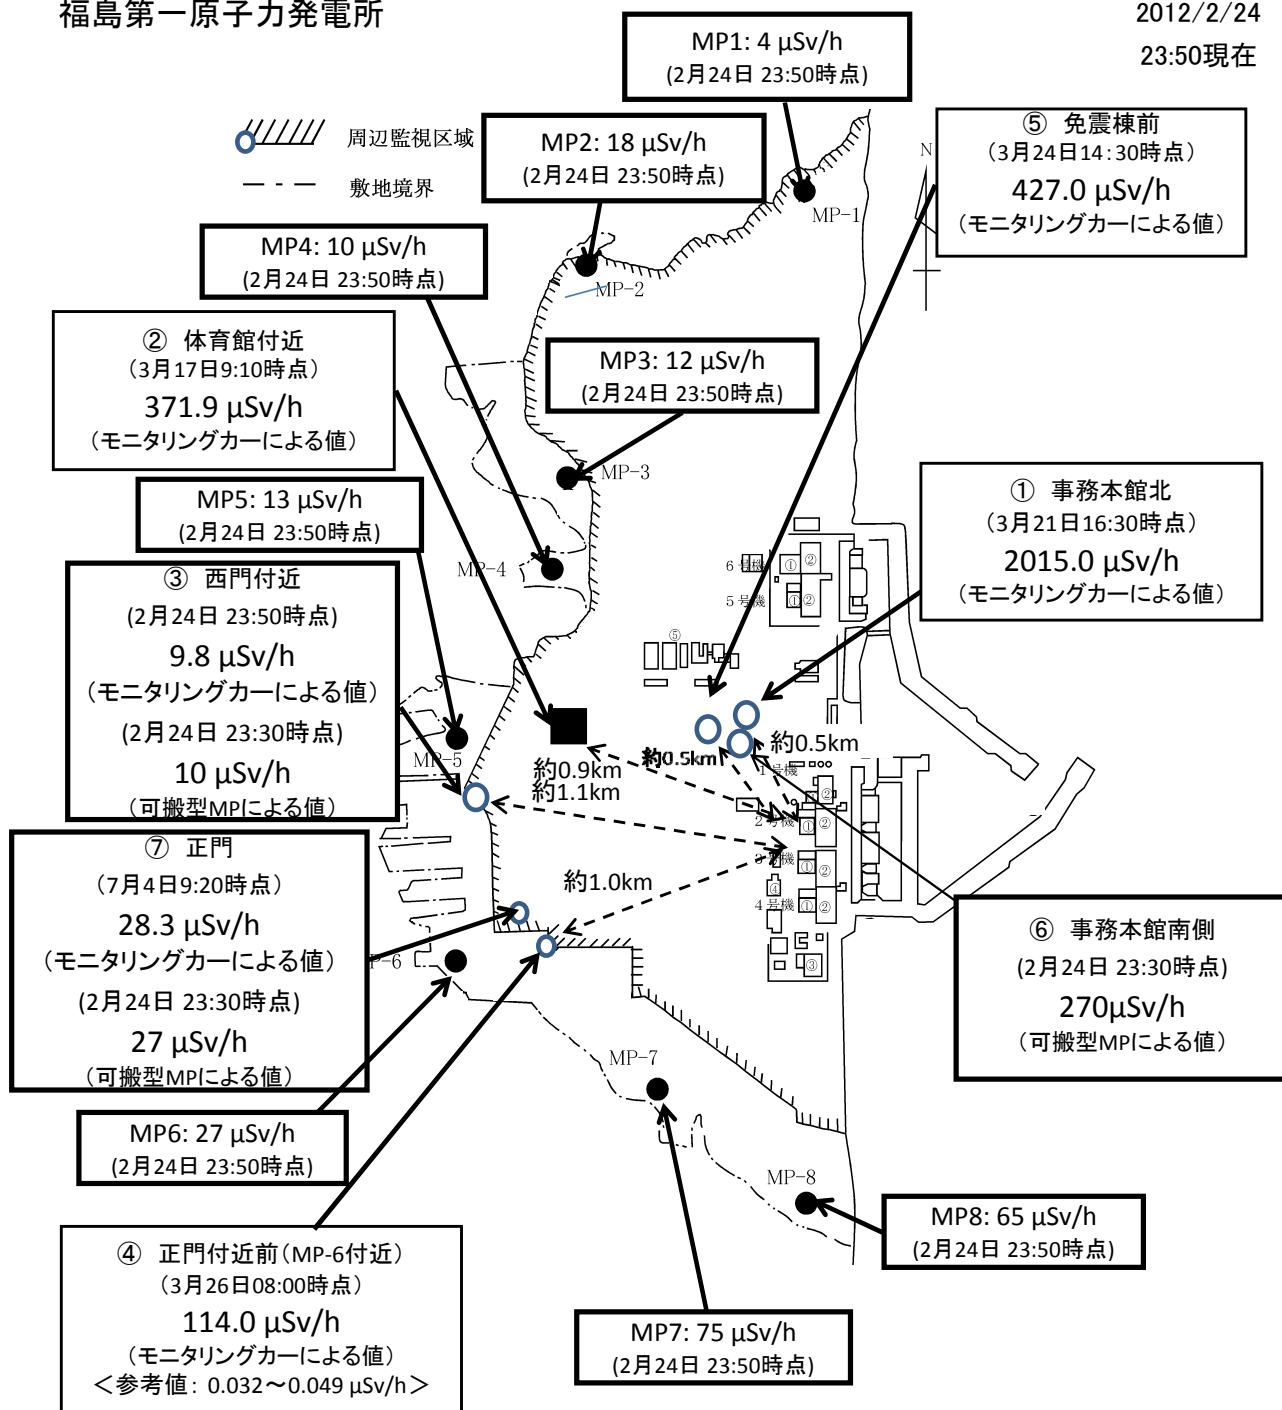 福島第一原子力発電所
2012/2/24
23:50現在
MP1: 4 μSv/h
(2月24日 23:50時点)
周辺監視区域
敷地境界
MP2: 18 μSv/h
(2月24日 23:50時点)
⑤ 免震棟前
(3月24日14:30時点)
427.0 μSv/h
(モニタリングカーによる値)
N
MP-1
MP4: 10 μSv/h
(2月24日 23:50時点)
MP-2
② 体育館付近
(3月17日9:10時点)
371.9 μSv/h
(モニタリングカーによる値)
MP3: 12 μSv/h
(2月24日 23:50時点)
MP-3
MP5: 13 μSv/h
(2月24日 23:50時点)
① 事務本館北
(3月21日16:30時点)
2015.0 μSv/h
(モニタリングカーによる値)
MP-4
6号機
① ②
5号機
① ②
③ 西門付近
(2月24日 23:50時点)
9.8 μSv/h
(モニタリングカーによる値)
(2月24日 23:30時点)
10 μSv/h
(可搬型MPによる値)
⑤
MP-5
約0.9km
約1.1km
約0.5km
約0.5km
1号機
②
2号機
① ②
3号機
① ②
④
4号機
① ②
③
約1.0km
⑦ 正門
(7月4日9:20時点)
28.3 μSv/h
(モニタリングカーによる値)
(2月24日 23:30時点)
27 μSv/h
(可搬型MPによる値)
P-6
⑥ 事務本館南側
(2月24日 23:30時点)
270μSv/h
(可搬型MPによる値)
MP-7
MP6: 27 μSv/h
(2月24日 23:50時点)
MP-8
MP8: 65 μSv/h
(2月24日 23:50時点)
④ 正門付近前(MP-6付近)
(3月26日08:00時点)
114.0 μSv/h
(モニタリングカーによる値)
<参考値: 0.032~0.049 μSv/h>
MP7: 75 μSv/h
(2月24日 23:50時点)